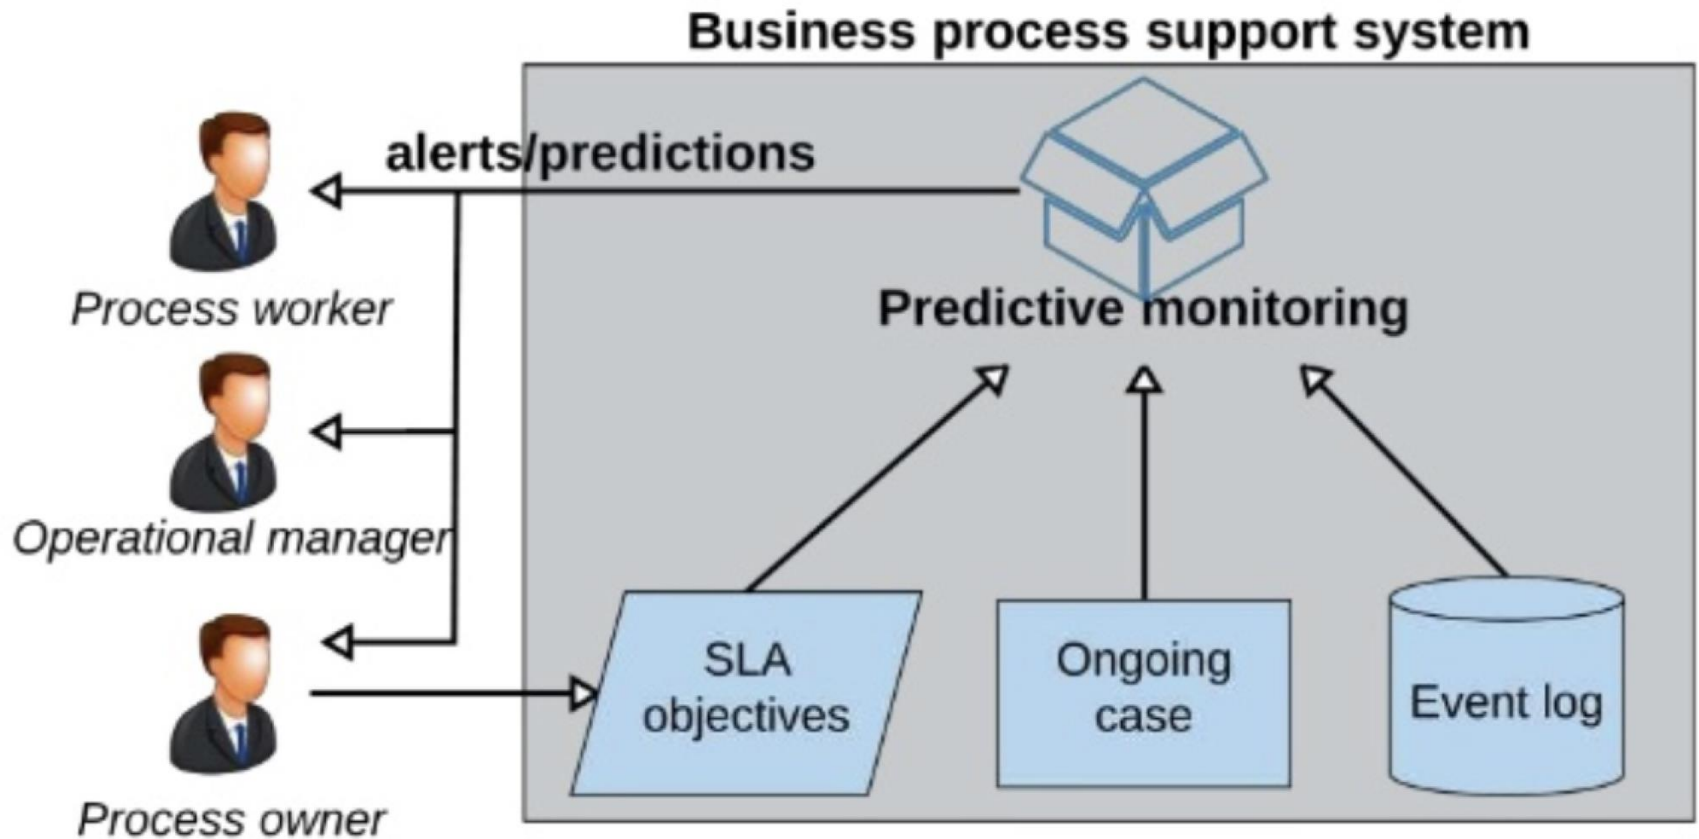 Business process support system
alerts/predictions
Process worker
Predictive monitoring
Operational manager
SLA
objectives
Ongoing
case
Event log
Process owner